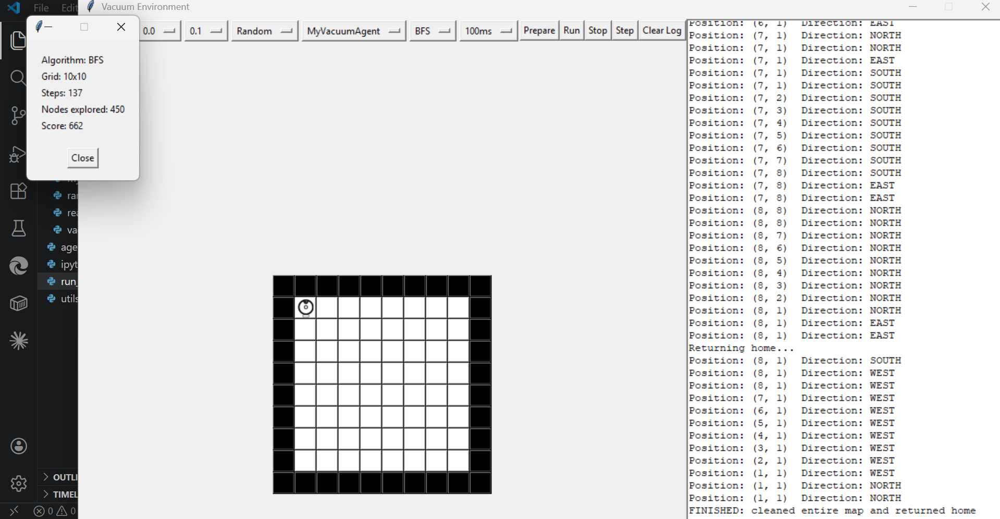 File Edit
Vacuum Environment
0.0 0.1 Random MyVacuumAgent BFS 100ms Prepare Run Stop Step Clear Log
Algorithm: BFS
Grid: 10x10
Steps: 137
Nodes explored: 450
Score: 662
Close
rar
rea
va
age
ipyt
run_
utils
OUTLI
TIMEL
0 0
Position: (6, 1) Direction: EAST
Position: (7, 1) Direction: NORTH
Position: (7, 1) Direction: NORTH
Position: (7, 1) Direction: EAST
Position: (7, 1) Direction: SOUTH
Position: (7, 1) Direction: SOUTH
Position: (7, 2) Direction: SOUTH
Position: (7, 3) Direction: SOUTH
Position: (7, 4) Direction: SOUTH
Position: (7, 5) Direction: SOUTH
Position: (7, 6) Direction: SOUTH
Position: (7, 7) Direction: SOUTH
Position: (7, 8) Direction: SOUTH
Position: (7, 8) Direction: EAST
Position: (7, 8) Direction: EAST
Position: (8, 8) Direction: NORTH
Position: (8, 8) Direction: NORTH
Position: (8, 7) Direction: NORTH
Position: (8, 6) Direction: NORTH
Position: (8, 5) Direction: NORTH
Position: (8, 4) Direction: NORTH
Position: (8, 3) Direction: NORTH
Position: (8, 2) Direction: NORTH
Position: (8, 1) Direction: NORTH
Position: (8, 1) Direction: EAST
Position: (8, 1) Direction: EAST
Returning home...
Position: (8, 1) Direction: SOUTH
Position: (8, 1) Direction: WEST
Position: (8, 1) Direction: WEST
Position: (7, 1) Direction: WEST
Position: (6, 1) Direction: WEST
Position: (5, 1) Direction: WEST
Position: (4, 1) Direction: WEST
Position: (3, 1) Direction: WEST
Position: (2, 1) Direction: WEST
Position: (1, 1) Direction: WEST
Position: (1, 1) Direction: NORTH
Position: (1, 1) Direction: NORTH
FINISHED: cleaned entire map and returned home